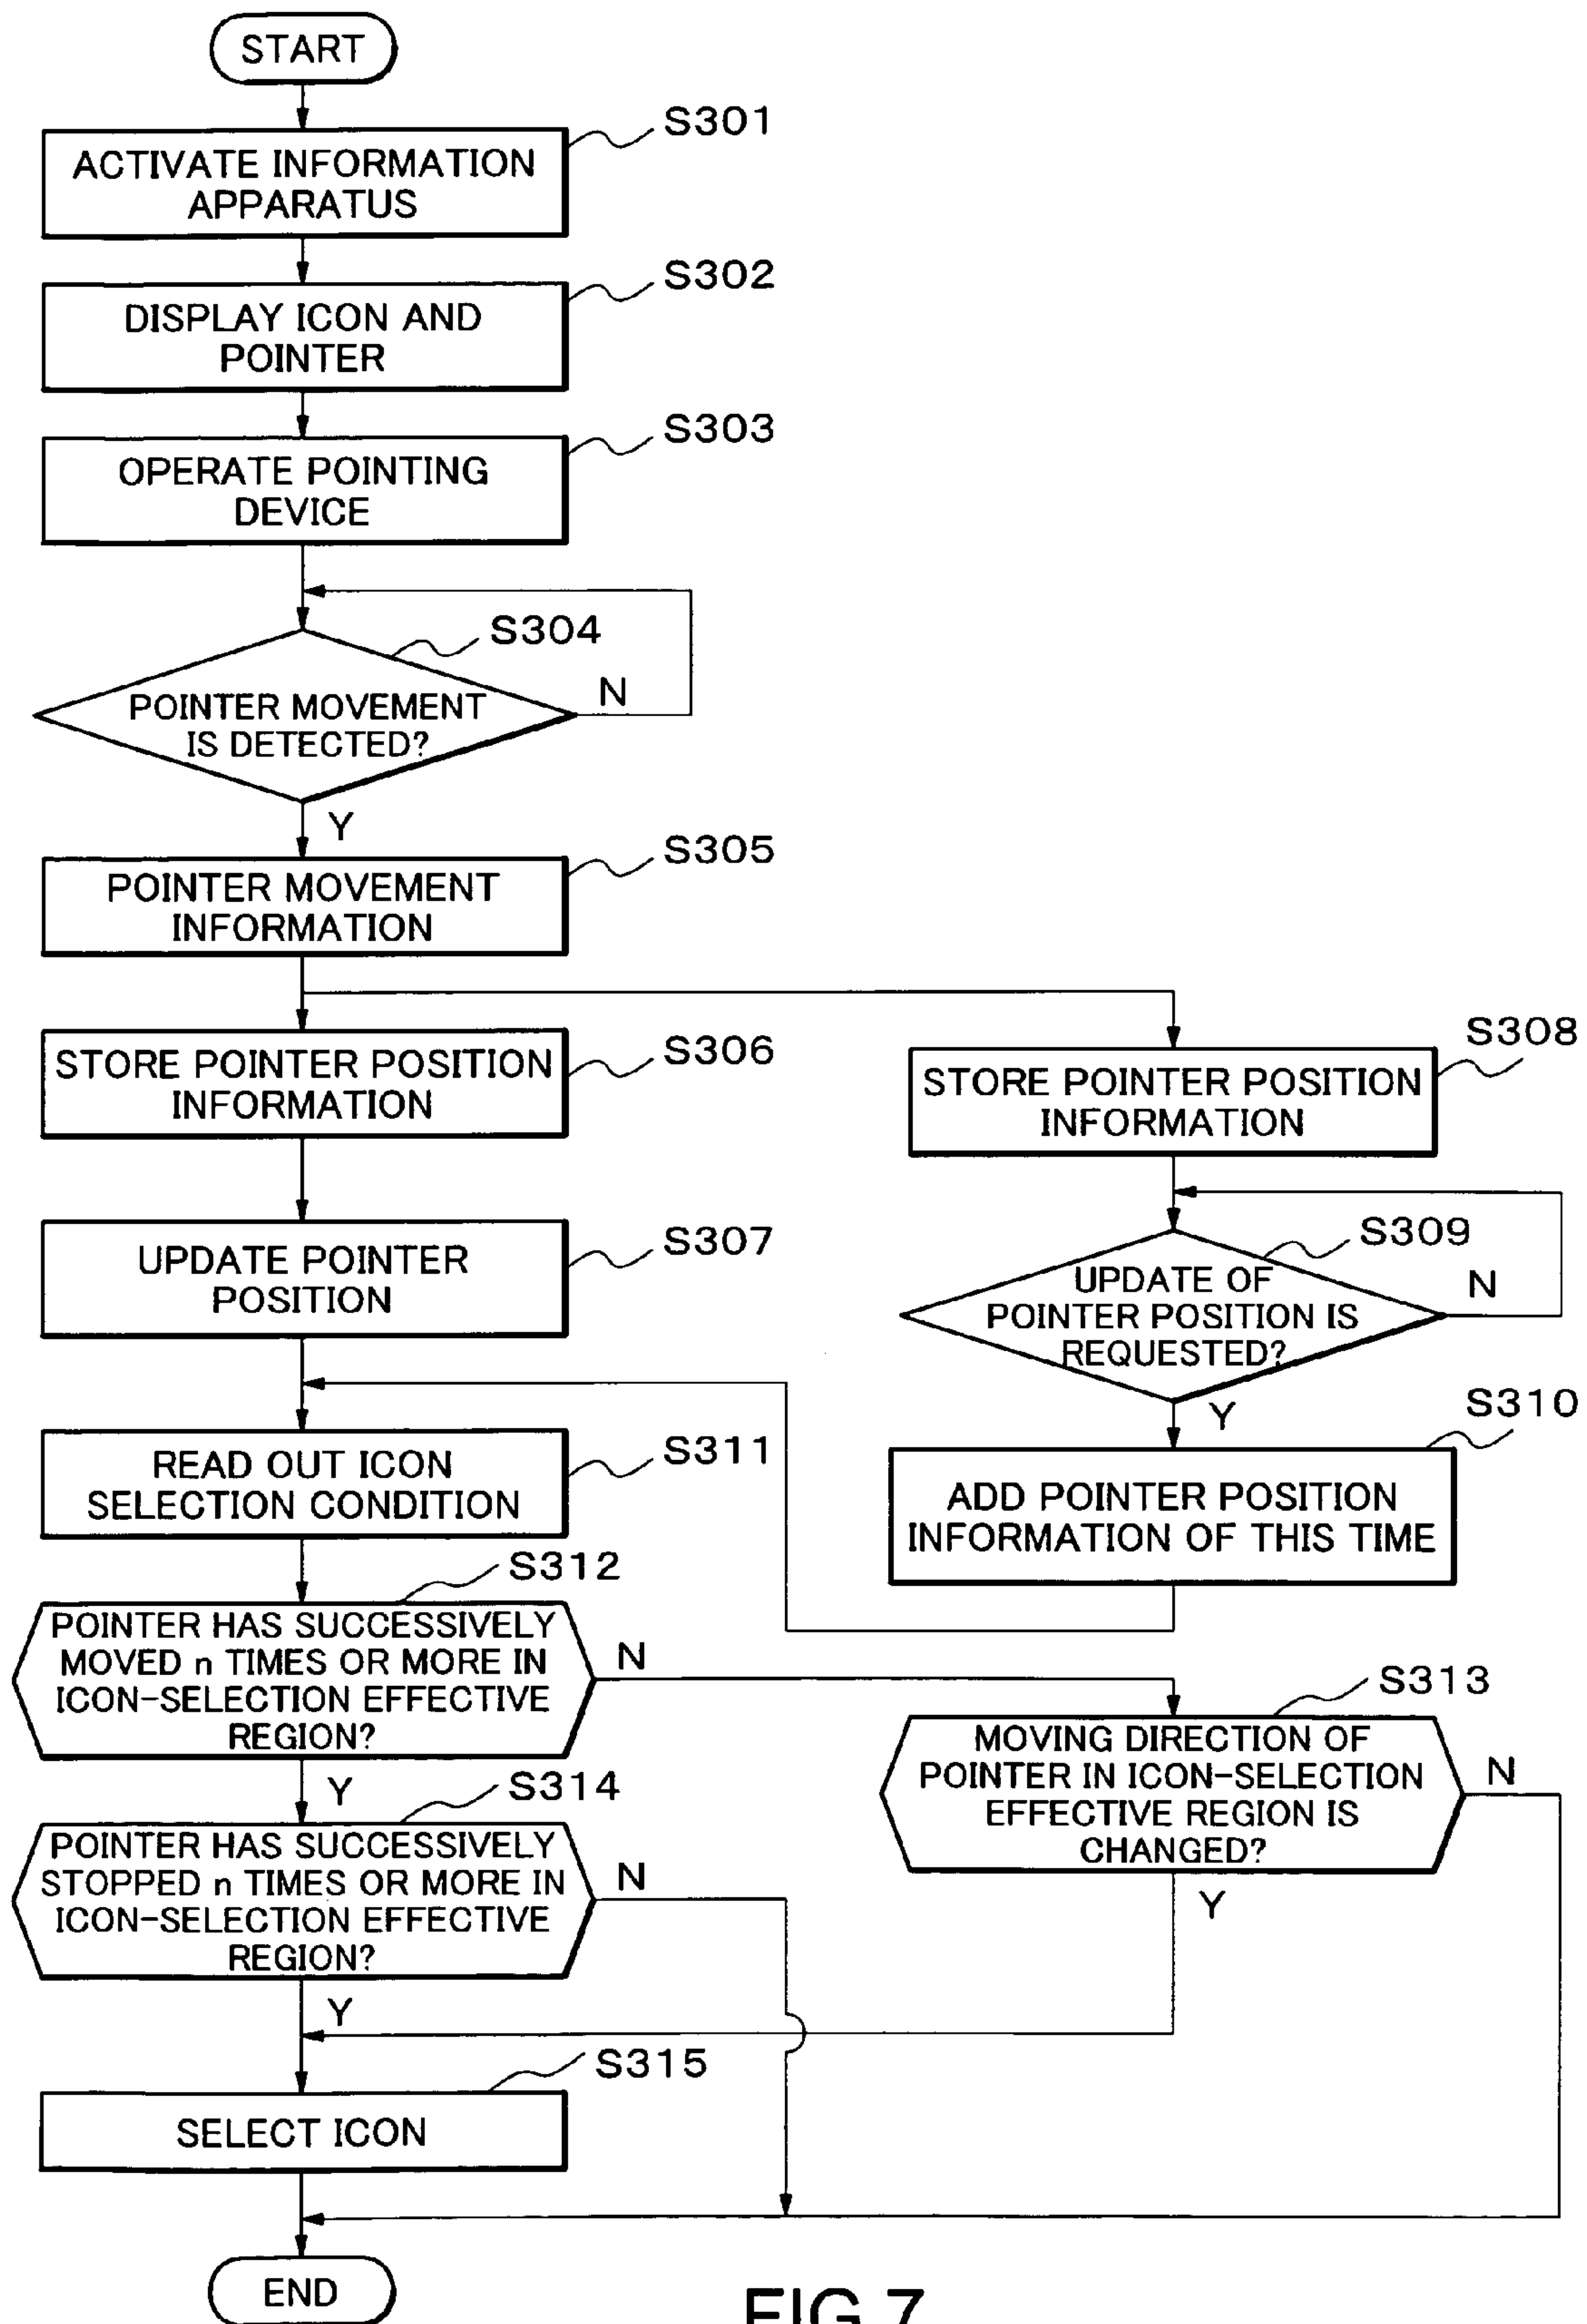 START
S301
ACTIVATE INFORMATION
APPARATUS
S302
DISPLAY ICON AND
POINTER
S303
OPERATE POINTING
DEVICE
S304
POINTER MOVEMENT
IS DETECTED?
N
Y
S305
POINTER MOVEMENT
INFORMATION
S306
STORE POINTER POSITION
INFORMATION
S308
STORE POINTER POSITION
INFORMATION
S307
UPDATE POINTER
POSITION
S309
UPDATE OF
POINTER POSITION IS
REQUESTED?
N
Y
S310
ADD POINTER POSITION
INFORMATION OF THIS TIME
S311
READ OUT ICON
SELECTION CONDITION
S312
POINTER HAS SUCCESSIVELY
MOVED n TIMES OR MORE IN
ICON-SELECTION EFFECTIVE
REGION?
N
Y
S313
MOVING DIRECTION OF
POINTER IN ICON-SELECTION
EFFECTIVE REGION IS
CHANGED?
N
Y
S314
POINTER HAS SUCCESSIVELY
STOPPED n TIMES OR MORE IN
ICON-SELECTION EFFECTIVE
REGION?
N
Y
S315
SELECT ICON
END
FIG.7